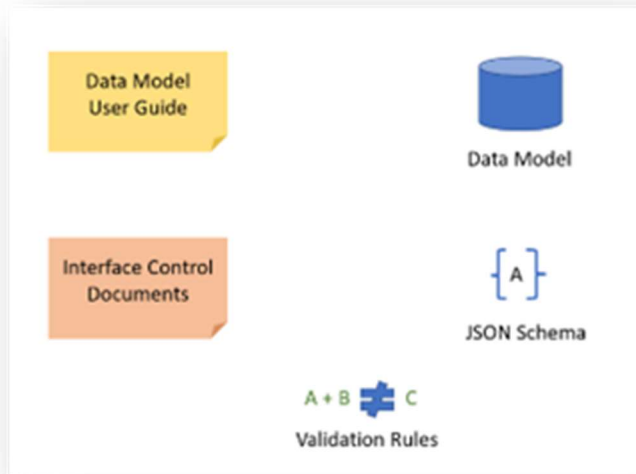 Data Model
User Guide
Data Model
Interface Control
Documents
{A}
JSON Schema
A + B ≠ C
Validation Rules